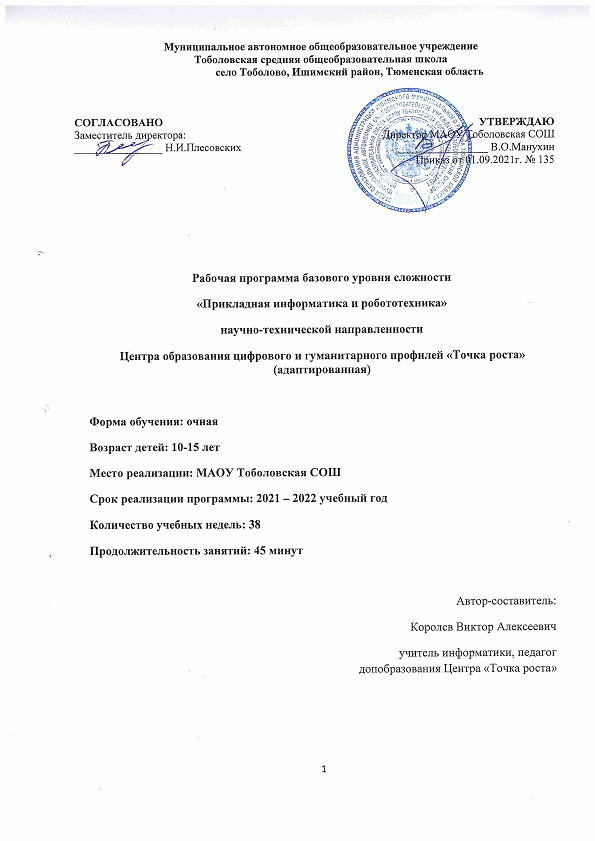 Муниципальное автономное общеобразовательное учреждение
Тоболовская средняя общеобразовательная школа
село Тоболово, Ишимский район, Тюменская область
СОГЛАСОВАНО
Заместитель директора:
Н.И.Плесовских
УТВЕРЖДАЮ
Директор МАОУ Тоболовская СОШ
В.О.Манухин
Приказ от 01.09.2021г. № 135
Рабочая программа базового уровня сложности
«Прикладная информатика и робототехника»
научно-технической направленности
Центра образования цифрового и гуманитарного профилей «Точка роста»
(адаптированная)
Форма обучения: очная
Возраст детей: 10-15 лет
Место реализации: МАОУ Тоболовская СОШ
Срок реализации программы: 2021 – 2022 учебный год
Количество учебных недель: 38
Продолжительность занятий: 45 минут
Автор-составитель:
Королев Виктор Алексеевич
учитель информатики, педагог
допобразования Центра «Точка роста»
1